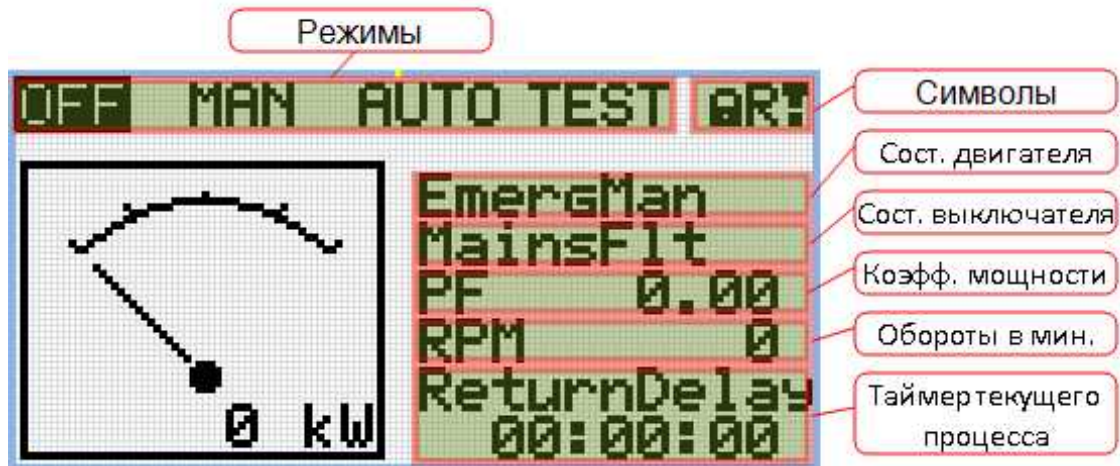 Режимы
OFF MAN AUTO TEST R!
Символы
EmergMan
Сост. двигателя
MainsFlt
Сост. выключателя
PF 0.00
Коэфф. мощности
RPM 0
Обороты в мин.
ReturnDelay
00:00:00
Таймер текущего
процесса
0 kW